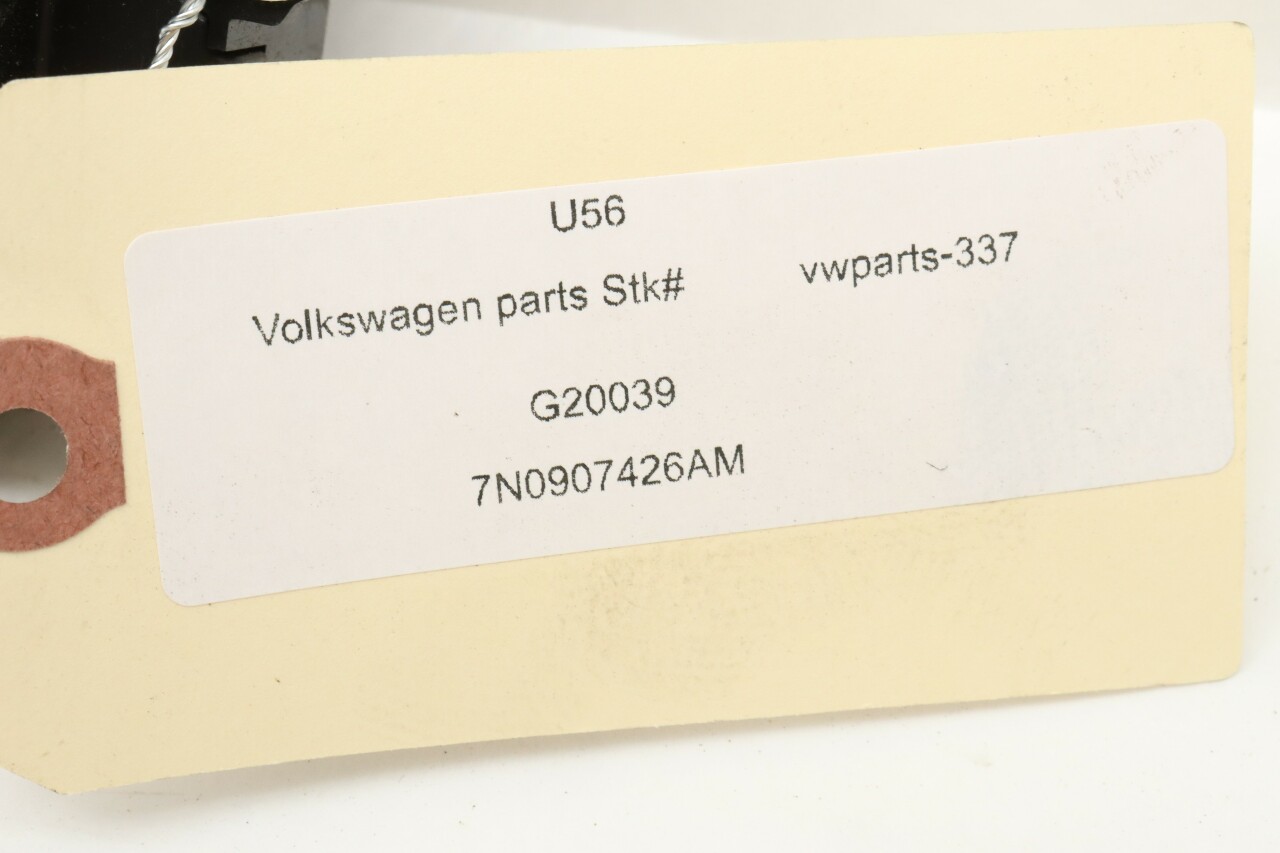 U56
Volkswagen parts Stk# vwparts-337
G20039
7N0907426AM